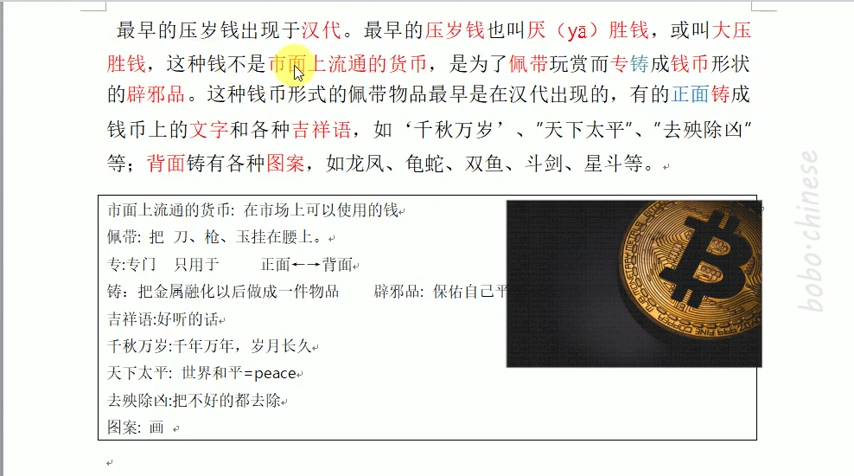 最早的压岁钱出现于汉代。最早的压岁钱也叫厌（yā）胜钱，或叫大压
胜钱，这种钱不是市面上流通的货币，是为了佩带玩赏而专铸成钱币形状
的辟邪品。这种钱币形式的佩带物品最早是在汉代出现的，有的正面铸成
钱币上的文字和各种吉祥语，如‘千秋万岁’、"天下太平"、"去殃除凶"
等；背面铸有各种图案，如龙凤、龟蛇、双鱼、斗剑、星斗等。
市面上流通的货币: 在市场上可以使用的钱
佩带: 把 刀、枪、玉挂在腰上。
专:专门 只用于 正面←→背面
铸：把金属融化以后做成一件物品 辟邪品: 保佑自己平
吉祥语:好听的话
千秋万岁:千年万年，岁月长久
天下太平: 世界和平=peace
去殃除凶:把不好的都去除
图案: 画
bobo·chinese